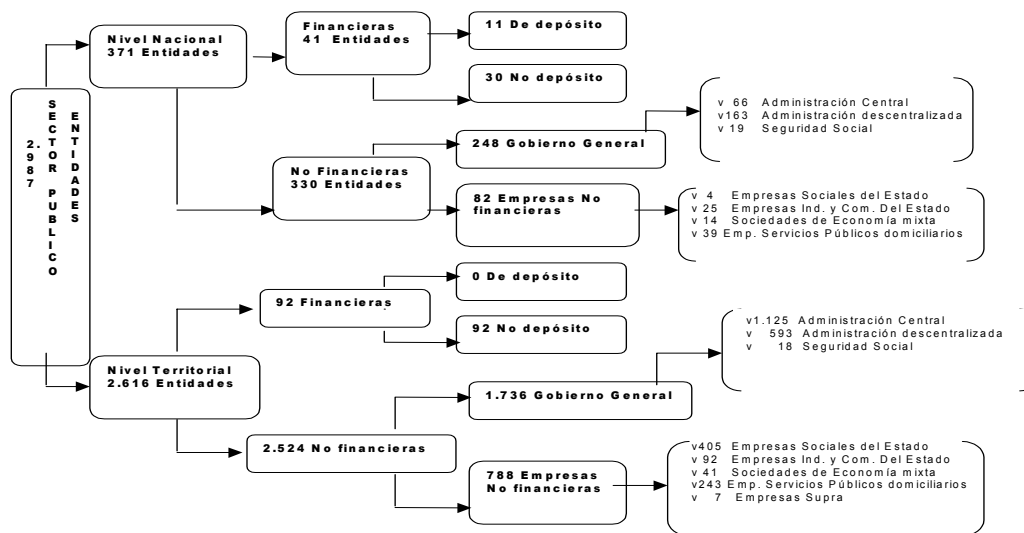 2.987
SECTOR PUBLICO
ENTIDADES
Nivel Nacional
371 Entidades
Financieras
41 Entidades
11 De depósito
30 No depósito
No Financieras
330 Entidades
248 Gobierno General
v 66 Administración Central
v163 Administración descentralizada
v 19 Seguridad Social
82 Empresas No
financieras
v 4 Empresas Sociales del Estado
v 25 Empresas Ind. y Com. Del Estado
v 14 Sociedades de Economía mixta
v 39 Emp. Servicios Públicos domiciliarios
Nivel Territorial
2.616 Entidades
92 Financieras
0 De depósito
92 No depósito
2.524 No financieras
1.736 Gobierno General
v1.125 Administración Central
v 593 Administración descentralizada
v 18 Seguridad Social
788 Empresas
No financieras
v405 Empresas Sociales del Estado
v 92 Empresas Ind. y Com. Del Estado
v 41 Sociedades de Economía mixta
v243 Emp. Servicios Públicos domiciliarios
v 7 Empresas Supra